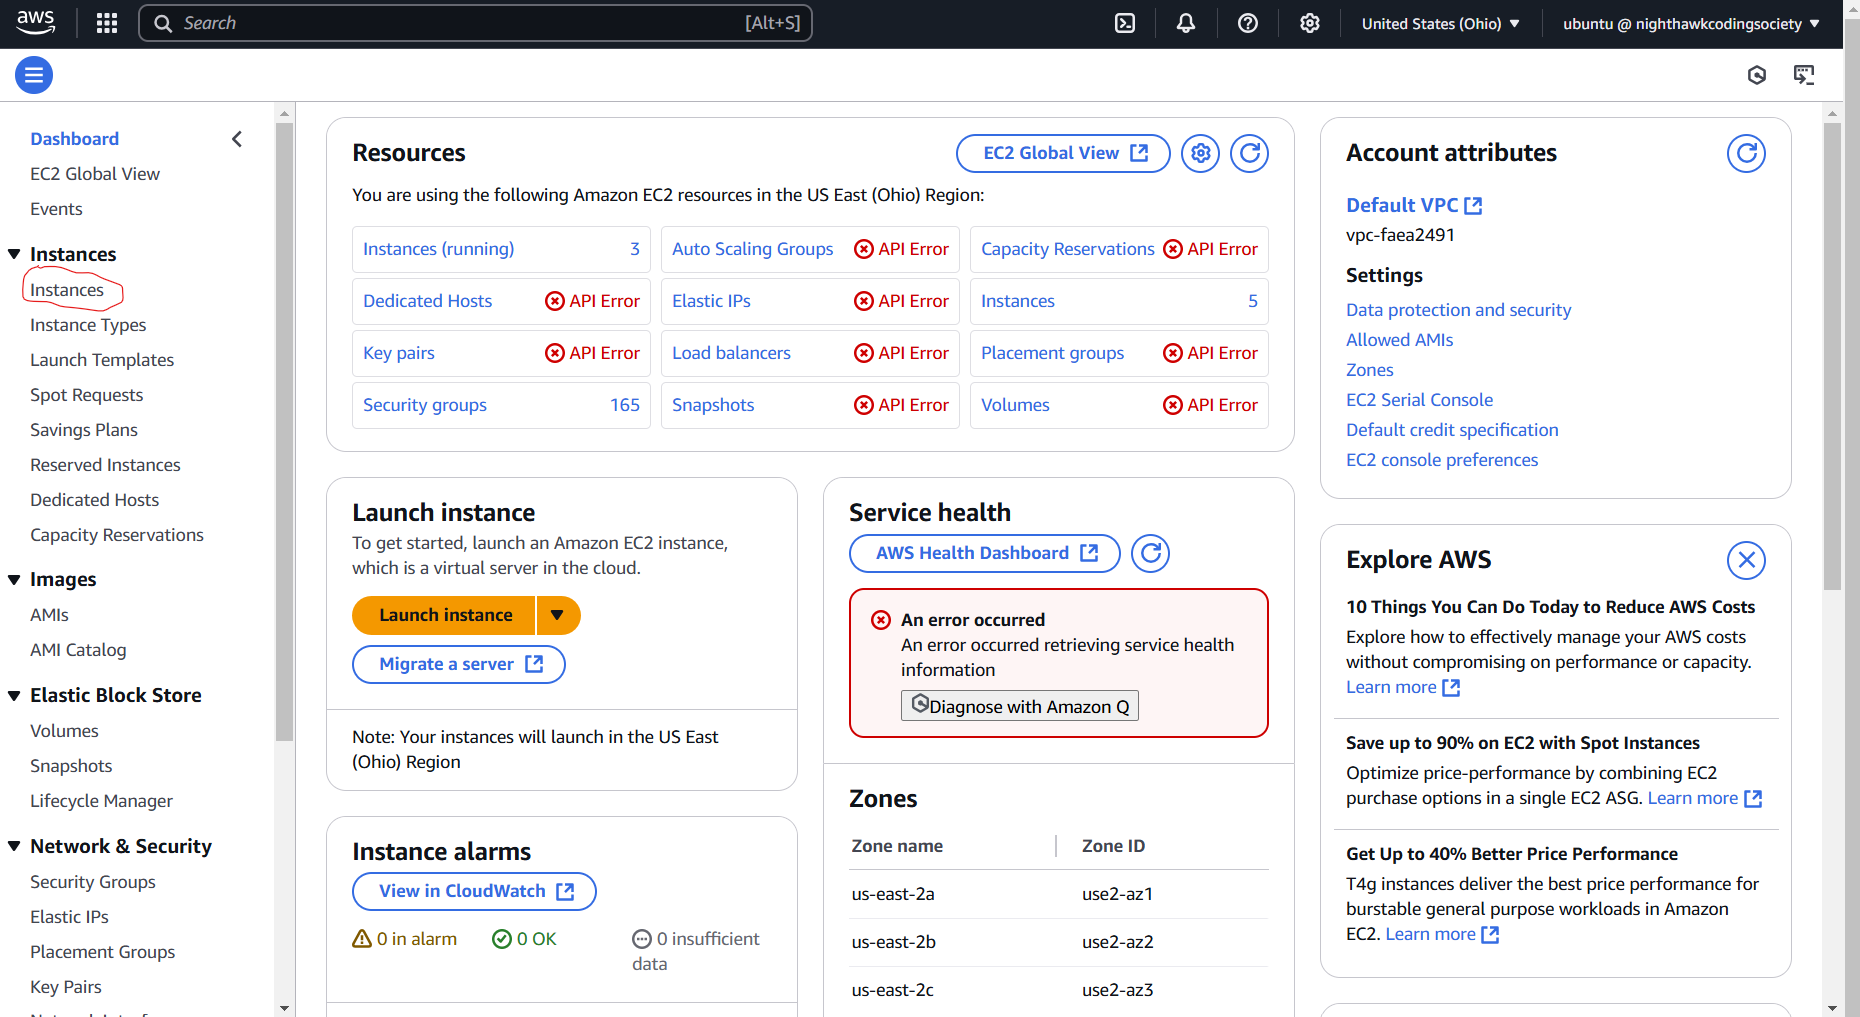 aws
Search
[Alt+S]
United States (Ohio)
ubuntu @ nighthawkcodingsociety
Dashboard
EC2 Global View
Events
Instances
Instances
Instance Types
Launch Templates
Spot Requests
Savings Plans
Reserved Instances
Dedicated Hosts
Capacity Reservations
Images
AMIs
AMI Catalog
Elastic Block Store
Volumes
Snapshots
Lifecycle Manager
Network & Security
Security Groups
Elastic IPs
Placement Groups
Key Pairs
Resources
EC2 Global View
You are using the following Amazon EC2 resources in the US East (Ohio) Region:
Instances (running) 3
Auto Scaling Groups API Error
Capacity Reservations API Error
Dedicated Hosts API Error
Elastic IPs API Error
Instances 5
Key pairs API Error
Load balancers API Error
Placement groups API Error
Security groups 165
Snapshots API Error
Volumes API Error
Launch instance
To get started, launch an Amazon EC2 instance,
which is a virtual server in the cloud.
Launch instance
Migrate a server
Note: Your instances will launch in the US East
(Ohio) Region
Instance alarms
View in CloudWatch
0 in alarm
0 OK
0 insufficient
data
Service health
AWS Health Dashboard
An error occurred
An error occurred retrieving service health
information
Diagnose with Amazon Q
Zones
Zone name Zone ID
us-east-2a use2-az1
us-east-2b use2-az2
us-east-2c use2-az3
Account attributes
Default VPC
vpc-faea2491
Settings
Data protection and security
Allowed AMIs
Zones
EC2 Serial Console
Default credit specification
EC2 console preferences
Explore AWS
10 Things You Can Do Today to Reduce AWS Costs
Explore how to effectively manage your AWS costs
without compromising on performance or capacity.
Learn more
Save up to 90% on EC2 with Spot Instances
Optimize price-performance by combining EC2
purchase options in a single EC2 ASG. Learn more
Get Up to 40% Better Price Performance
T4g instances deliver the best price performance for
burstable general purpose workloads in Amazon
EC2. Learn more